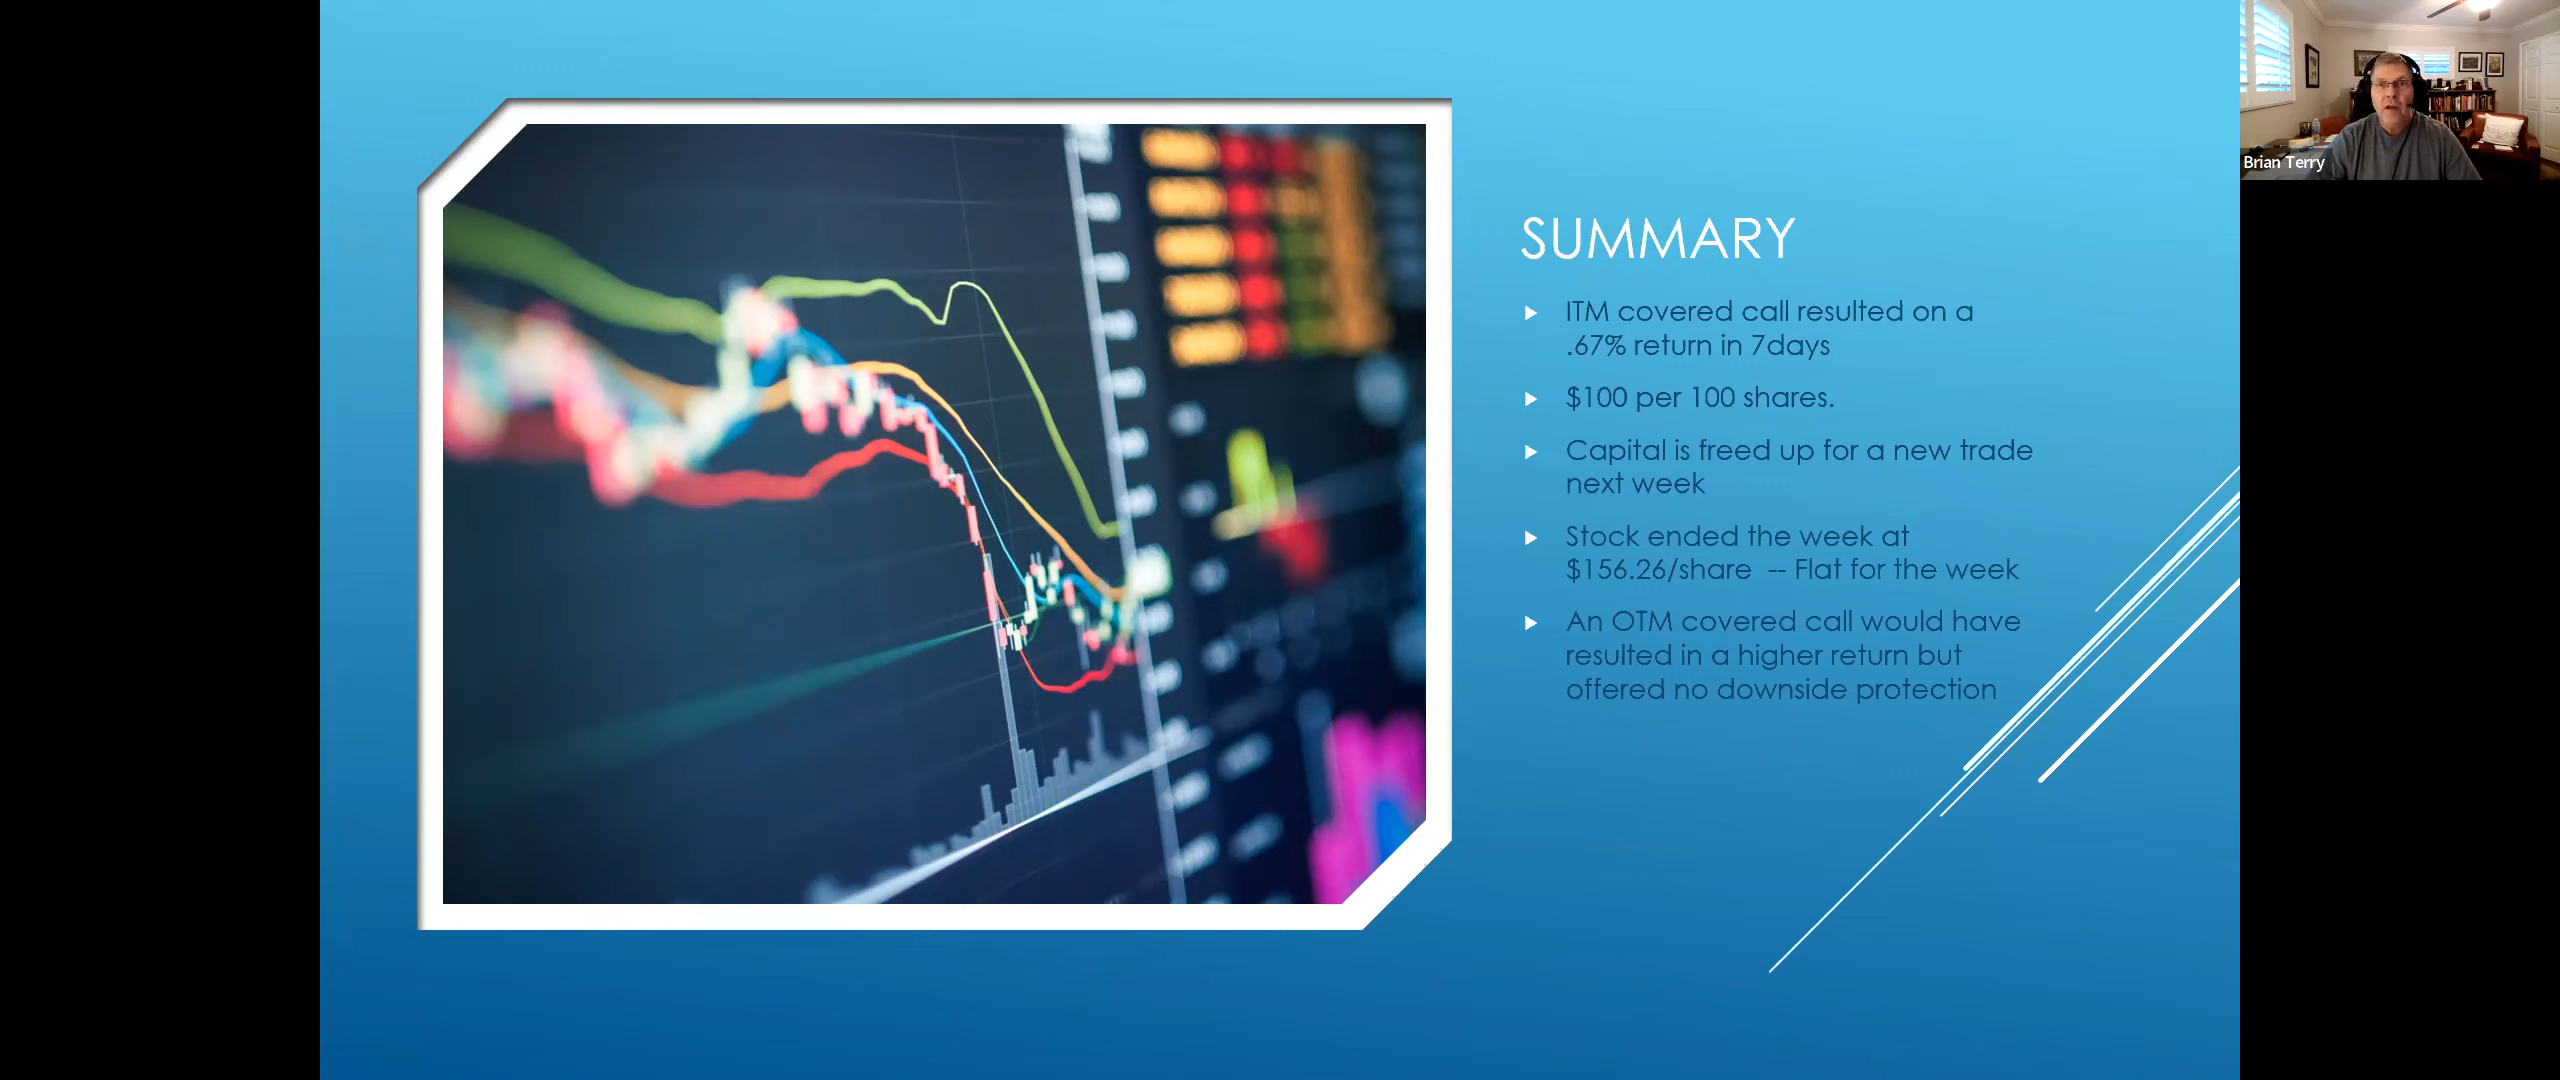 Brian Terry
SUMMARY
ITM covered call resulted on a
.67% return in 7days
$100 per 100 shares.
Capital is freed up for a new trade
next week
Stock ended the week at
$156.26/share -- Flat for the week
An OTM covered call would have
resulted in a higher return but
offered no downside protection